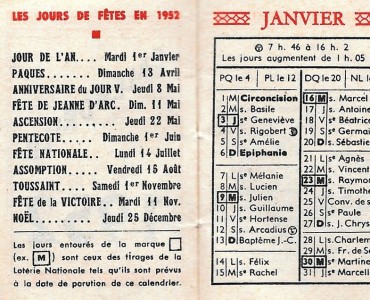 LES JOURS DE FÊTES EN 1952
JOUR DE L'AN.... Mardi 1er Janvier
PAQUES....... Dimanche 13 Avril
ANNIVERSAIRE du JOUR V. Jeudi 8 Mai
FÊTE DE JEANNE D'ARC. Dim. 11 Mai
ASCENSION..... Jeudi 22 Mai
PENTECOTE..... Dimanche 1er Juin
FÊTE NATIONALE.. Lundi 14 Juillet
ASSOMPTION.... Vendredi 15 Août
TOUSSAINT.... Samedi 1er Novembre
FÊTE de la VICTOIRE.. Mardi 11 Nov.
NOËL......... Jeudi 25 Décembre
Les jours entourés de la marque
(ex. M) sont ceux des tirages de la
Loterie Nationale tels qu'ils sont prévus
à la date de parution de ce calendrier.
JANVIER
7 h. 46 à 16 h. 2
Les jours augmentent de 1 h. 05
PQ le 4 PL le 12 DQ le 20 NL l
1 M Circoncision
2 M s. Basile
3 J ste Geneviève
4 V s. Rigobert
5 S ste Amélie
6 D Epiphanie
7 L ste Mélanie
8 M s. Lucien
9 M s. Julien
10 J s. Guillaume
11 V ste Hortense
12 S s. Arcadius
13 D Baptême J.-C.
14 L s. Félix
15 M ste Rachel
16 M s. Marcel
17 J s. Antoine
18 V ste Béatrice
19 S ste Germai
20 D s. Sébastie
21 L ste Agnès
22 M s. Vincent
23 M s. Raymo
24 J s. Timothé
25 V Conv. de s
26 S ste Paule
27 D s. J. Chrys
28 L s. Charlem
29 M s. Fr. de S
30 M ste Martine
31 J ste Marcell